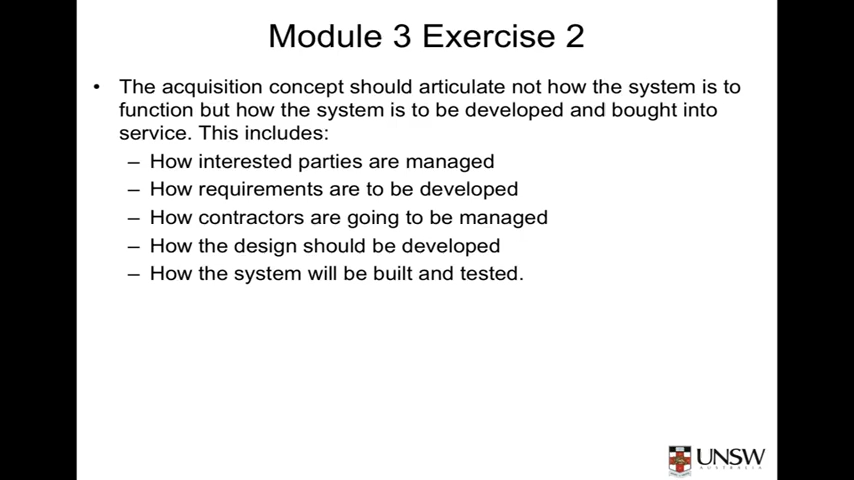 Module 3 Exercise 2
• The acquisition concept should articulate not how the system is to
function but how the system is to be developed and bought into
service. This includes:
– How interested parties are managed
– How requirements are to be developed
– How contractors are going to be managed
– How the design should be developed
– How the system will be built and tested.
UNSW
AUSTRALIA